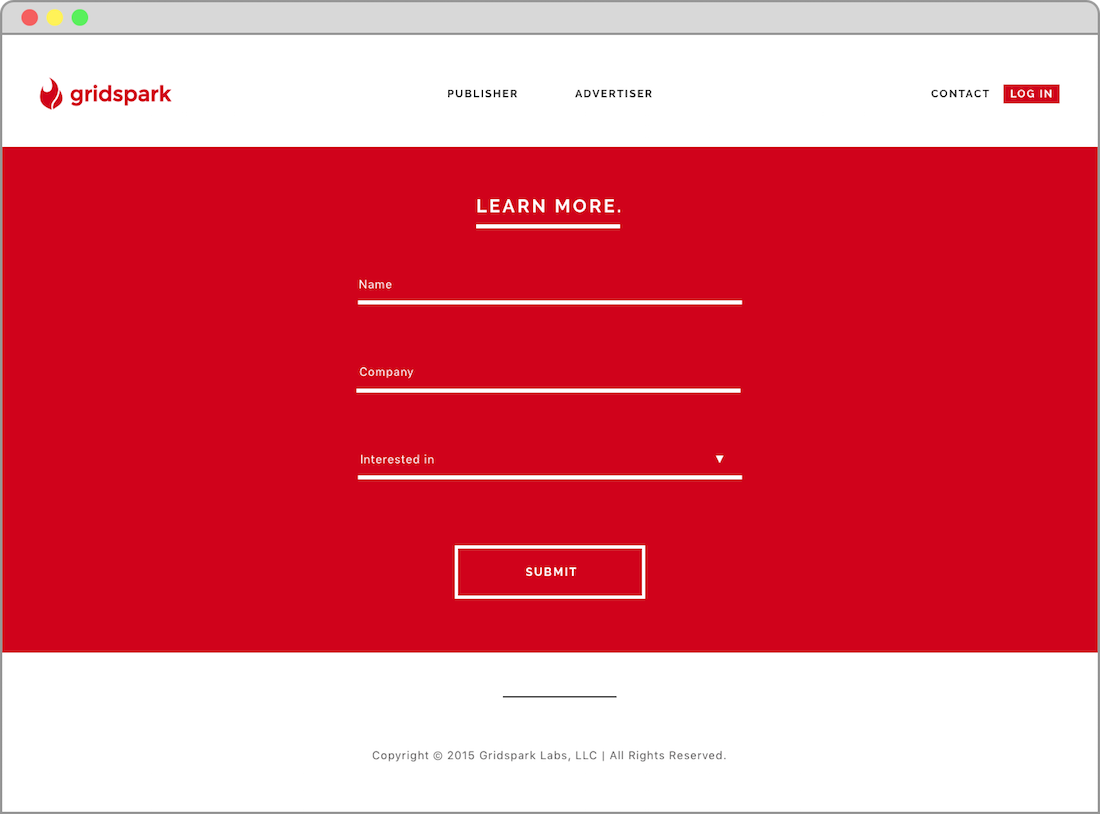 gridspark
PUBLISHER
ADVERTISER
CONTACT
LOG IN
LEARN MORE.
Name
Company
Interested in
SUBMIT
Copyright © 2015 Gridspark Labs, LLC | All Rights Reserved.